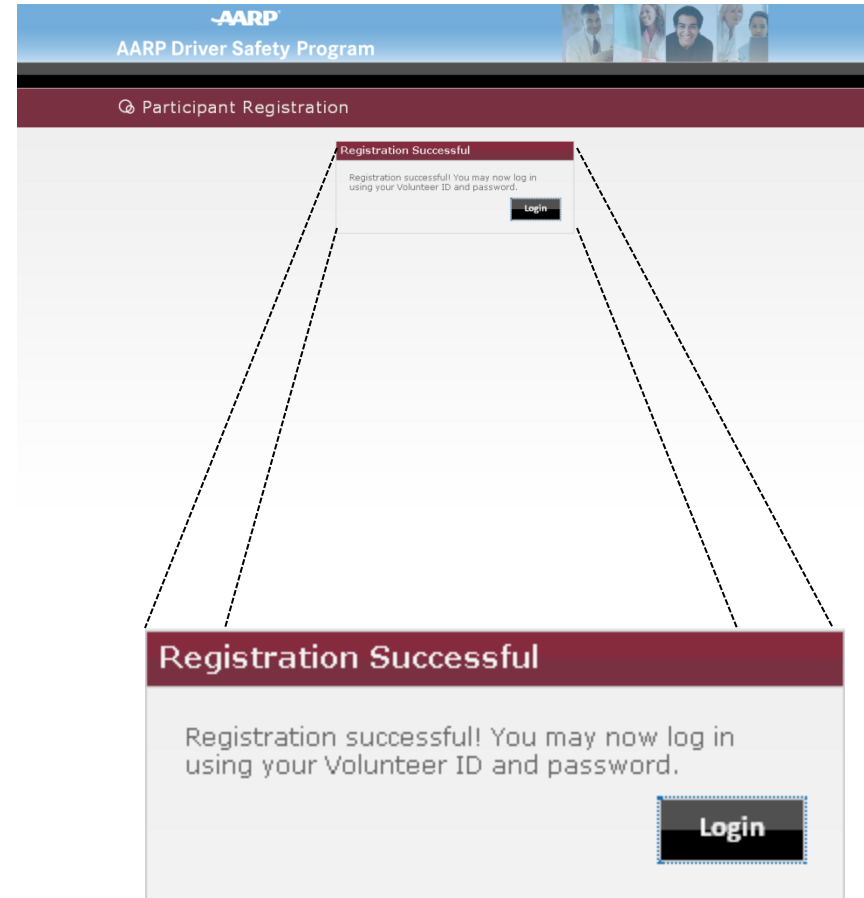 AARP
AARP Driver Safety Program
Participant Registration
Registration Successful
Registration successful! You may now log in
using your Volunteer ID and password.
Login
Registration Successful
Registration successful! You may now log in
using your Volunteer ID and password.
Login